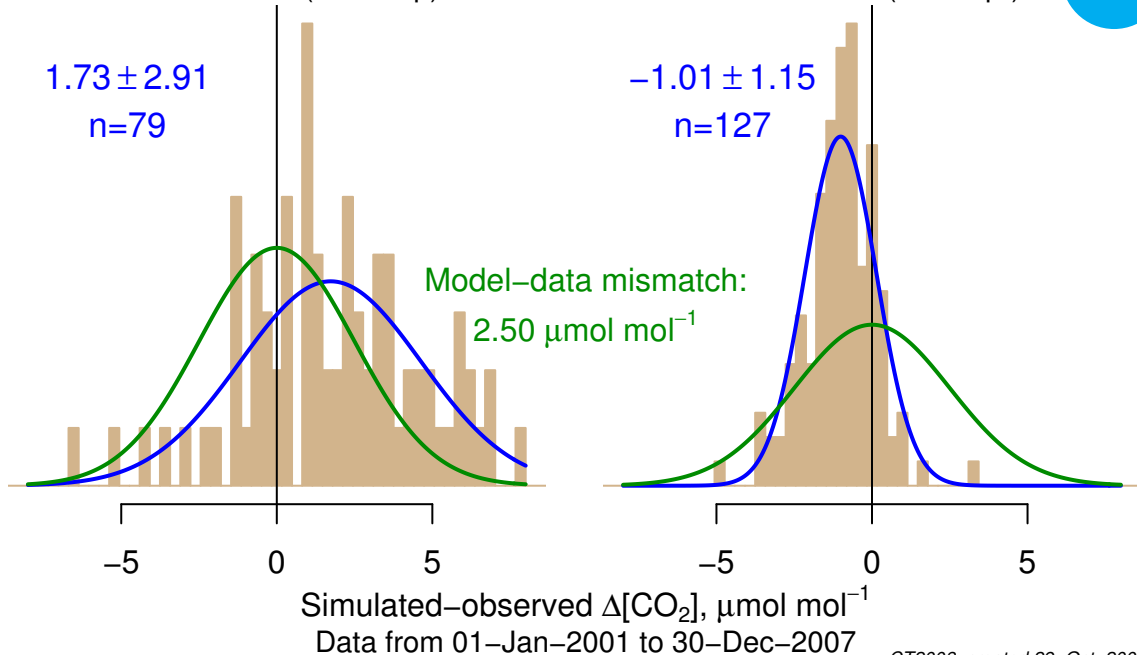 1.73 ± 2.91
n=79
−1.01 ± 1.15
n=127
Model−data mismatch:
2.50 μmol mol⁻¹
−5 0 5
−5 0 5
Simulated−observed Δ[CO₂], μmol mol⁻¹
Data from 01−Jan−2001 to 30−Dec−2007